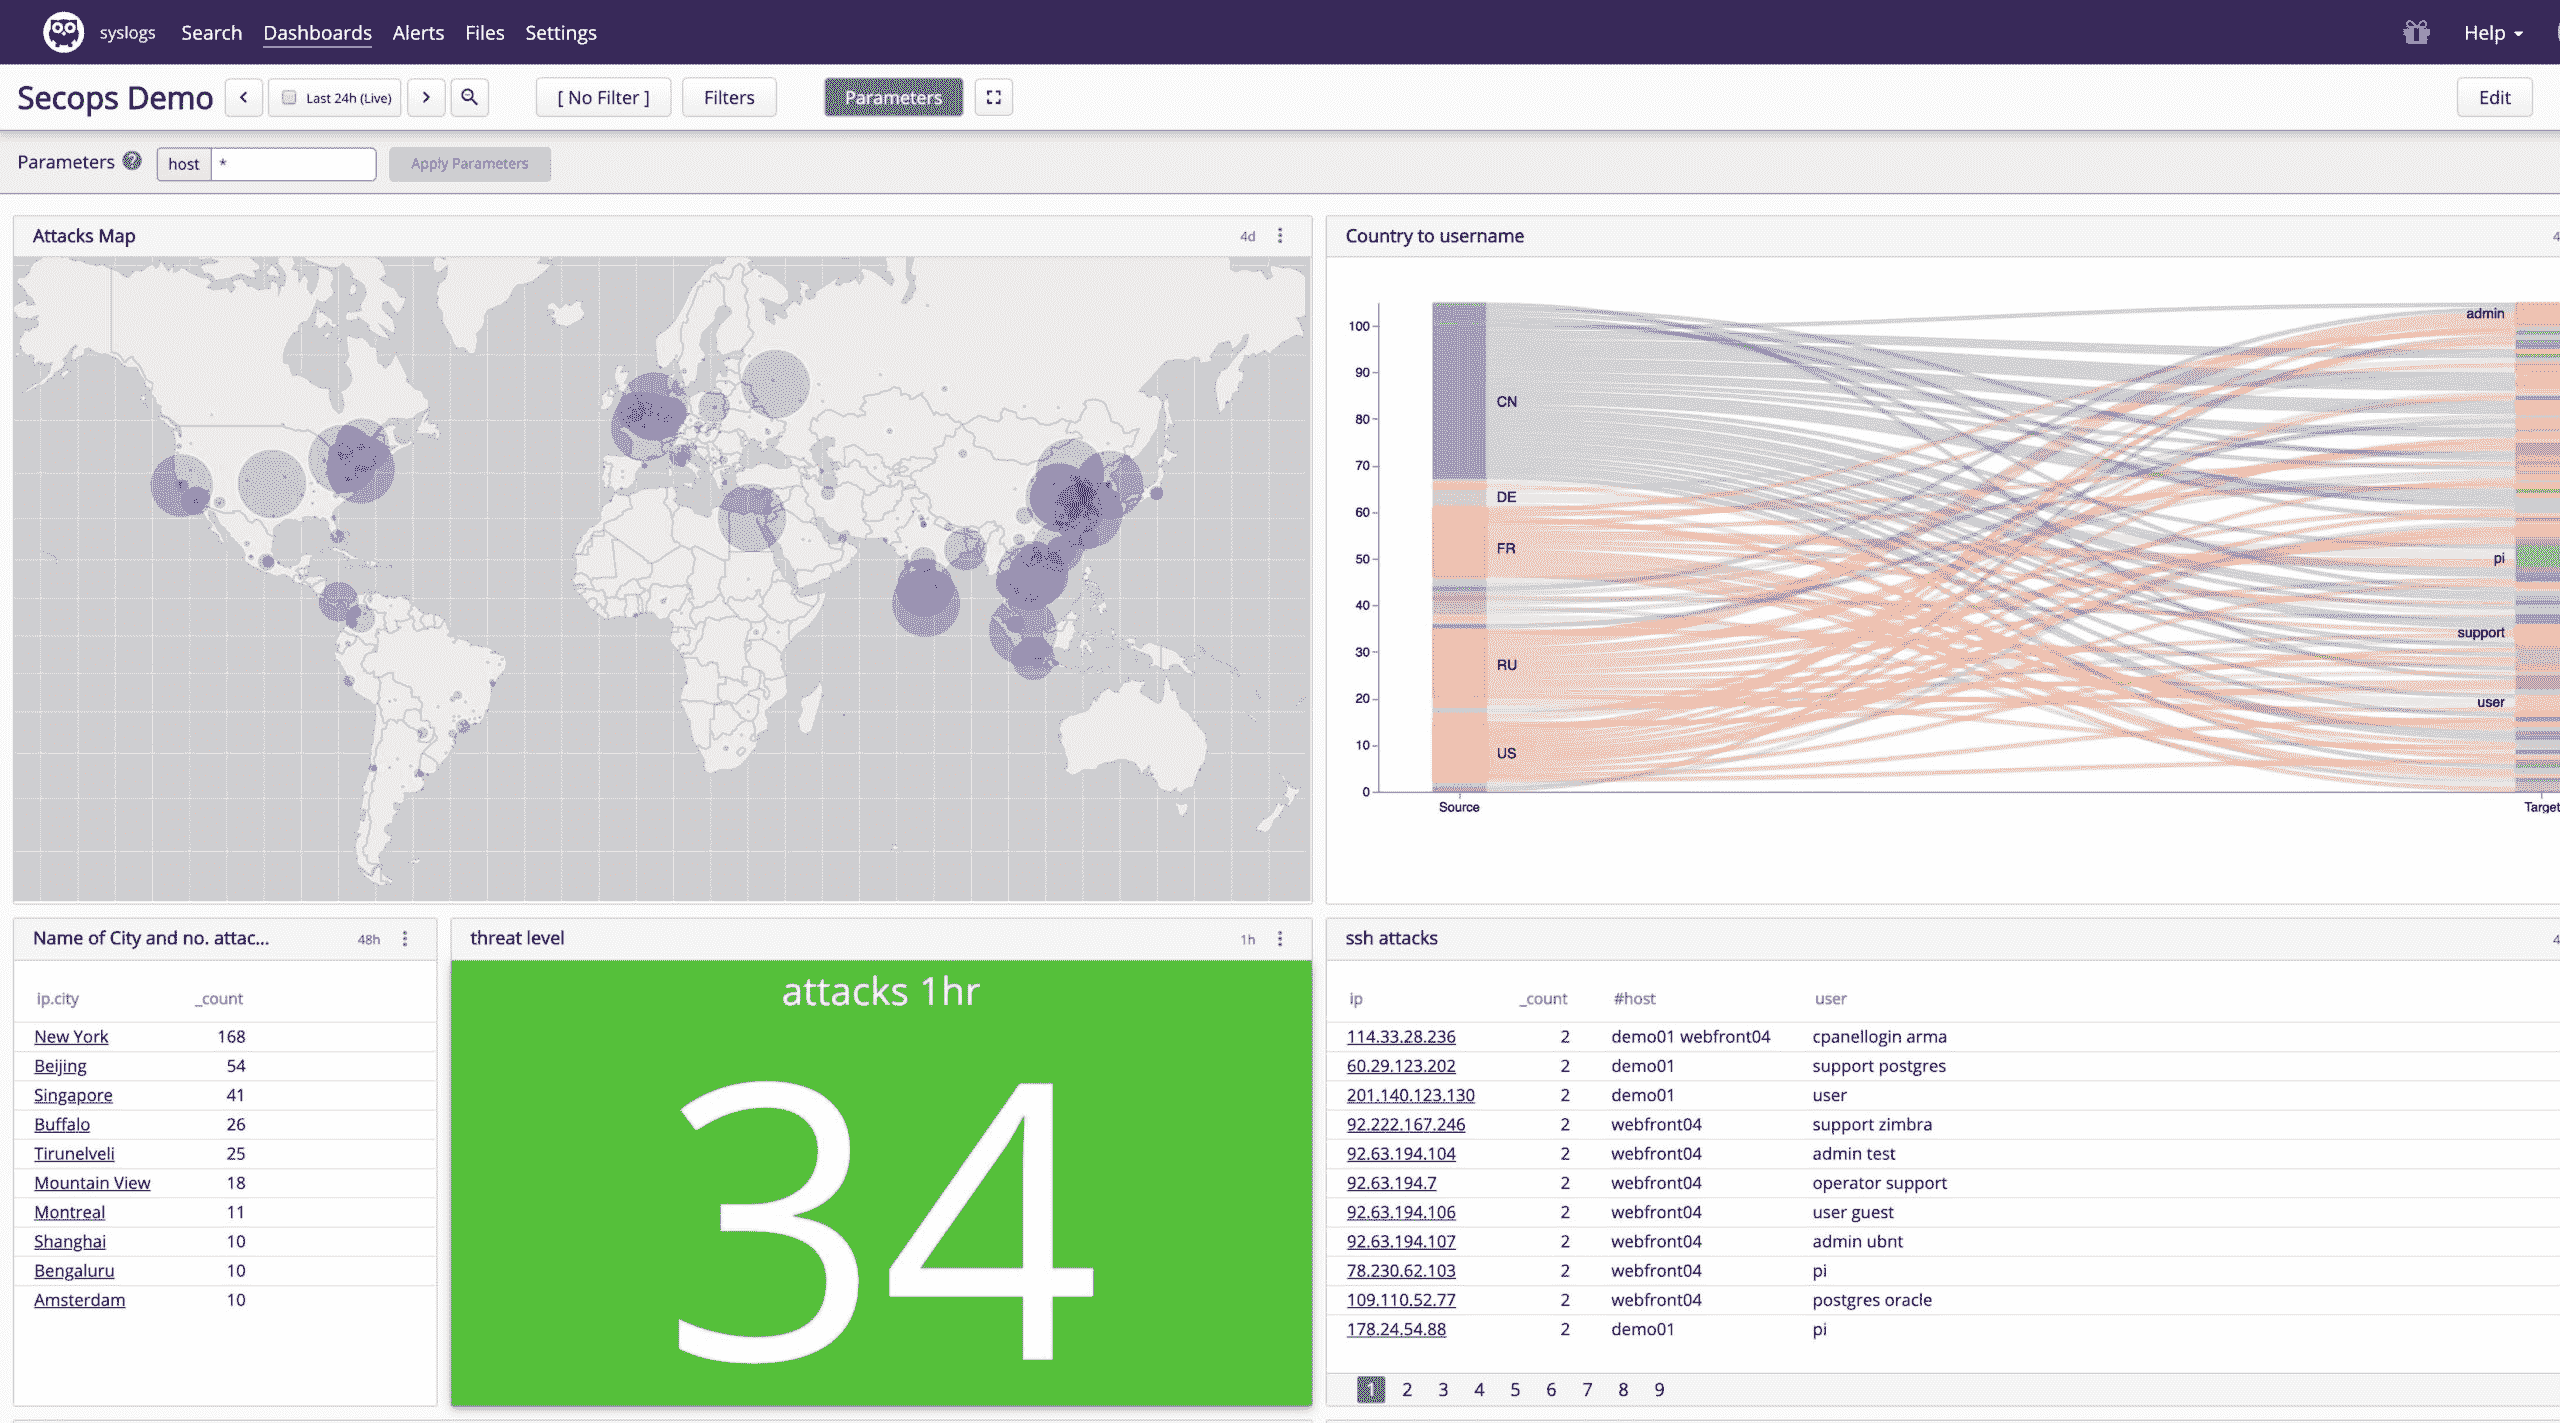 syslogs Search Dashboards Alerts Files Settings Help
Secops Demo Last 24h (Live) [ No Filter ] Filters Parameters Edit
Parameters ? host * Apply Parameters
Attacks Map 4d
Country to username 4
100
90
80
70
60
50
40
30
20
10
0
CN
DE
FR
RU
US
Source
admin
pi
support
user
Target
Name of City and no. attac... 48h
ip.city _count
New York 168
Beijing 54
Singapore 41
Buffalo 26
Tirunelveli 25
Mountain View 18
Montreal 11
Shanghai 10
Bengaluru 10
Amsterdam 10
threat level 1h
attacks 1hr
34
ssh attacks 4
ip _count #host user
114.33.28.236 2 demo01 webfront04 cpanellogin arma
60.29.123.202 2 demo01 support postgres
201.140.123.130 2 demo01 user
92.222.167.246 2 webfront04 support zimbra
92.63.194.104 2 webfront04 admin test
92.63.194.7 2 webfront04 operator support
92.63.194.106 2 webfront04 user guest
92.63.194.107 2 webfront04 admin ubnt
78.230.62.103 2 webfront04 pi
109.110.52.77 2 webfront04 postgres oracle
178.24.54.88 2 demo01 pi
1 2 3 4 5 6 7 8 9